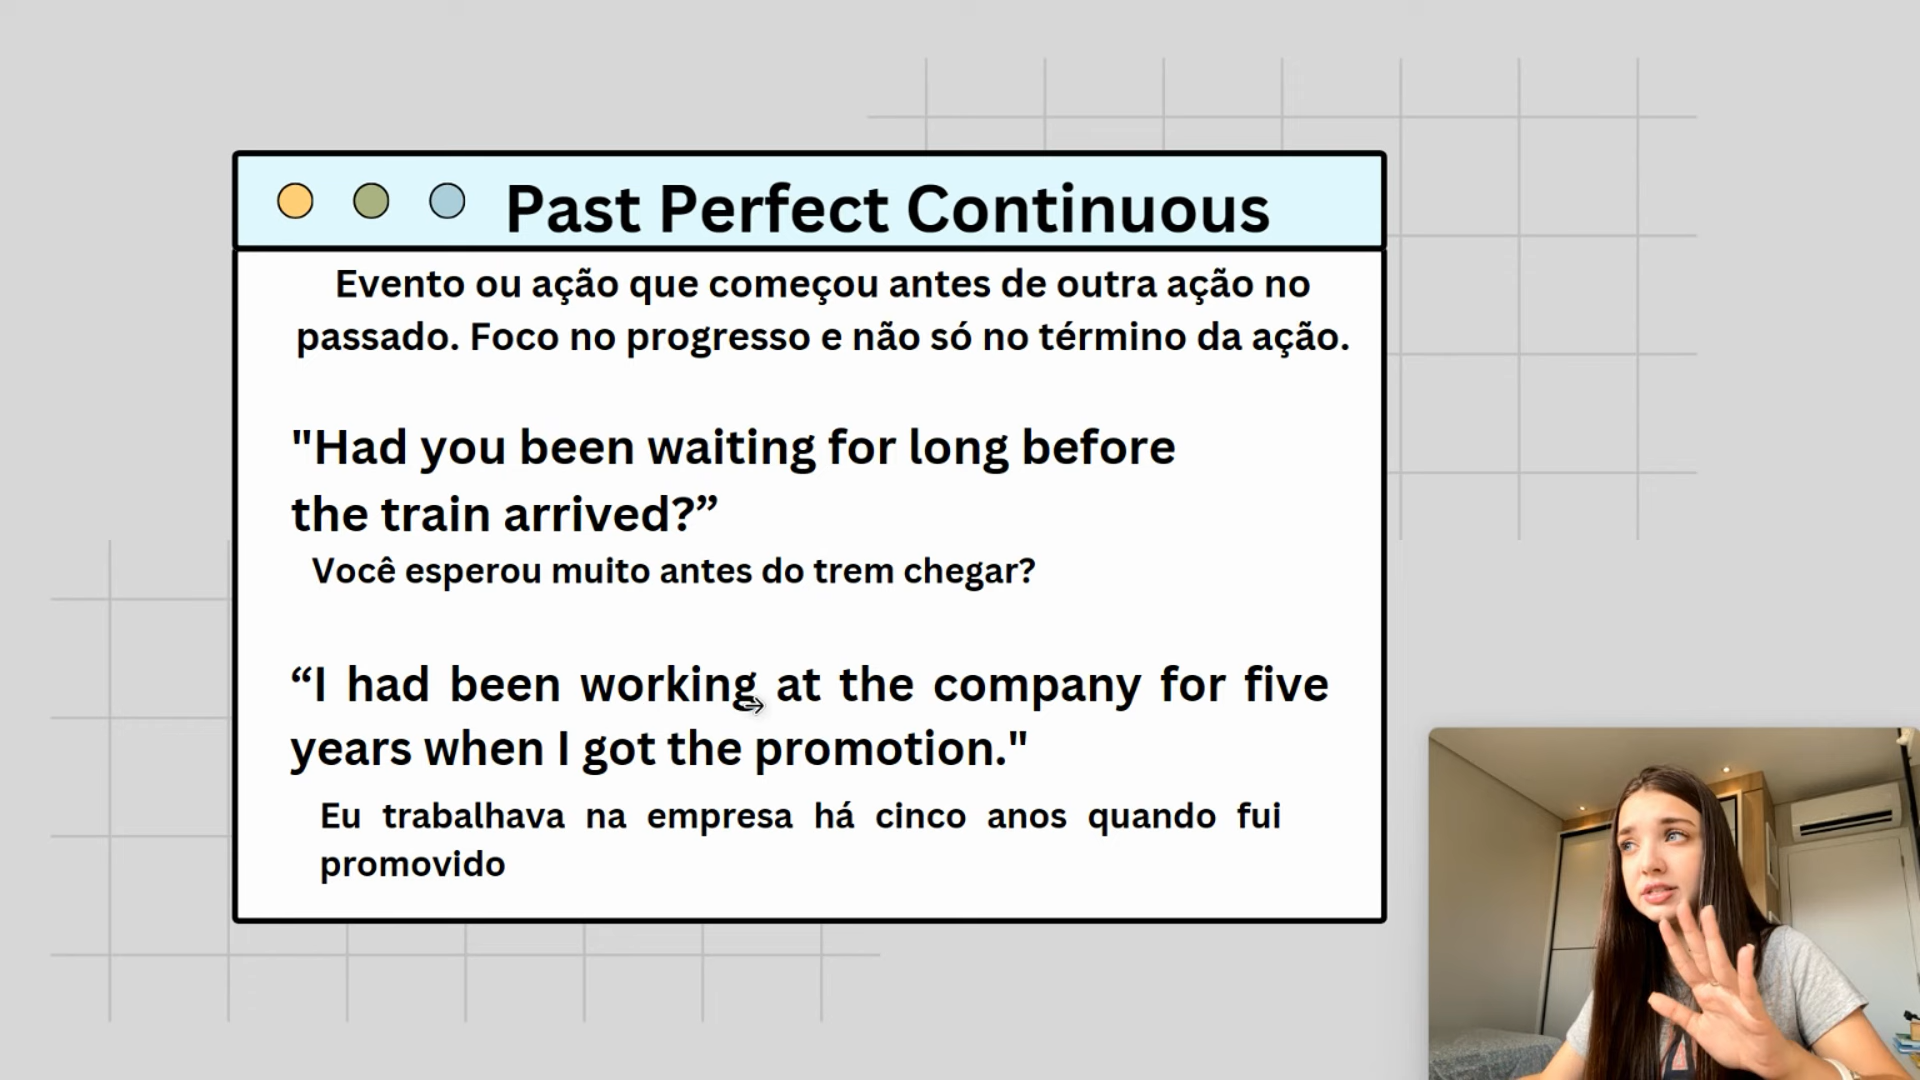 Past Perfect Continuous
Evento ou ação que começou antes de outra ação no
passado. Foco no progresso e não só no término da ação.
"Had you been waiting for long before
the train arrived?”
Você esperou muito antes do trem chegar?
“I had been working at the company for five
years when I got the promotion."
Eu trabalhava na empresa há cinco anos quando fui
promovido